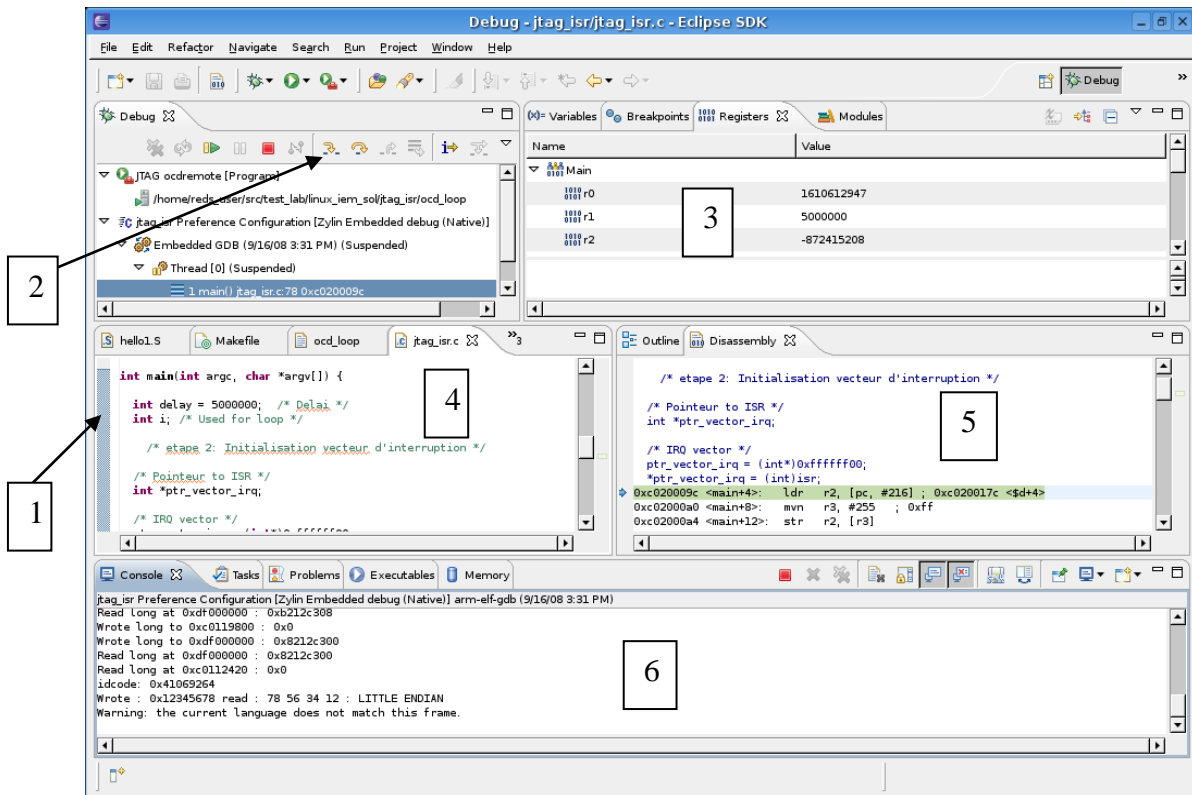 Debug - jtag_isr/jtag_isr.c - Eclipse SDK
File Edit Refactor Navigate Search Run Project Window Help
Debug
Debug
JTAG ocdremote [Program]
/home/reds_user/src/test_lab/linux_iem_sol/jtag_isr/ocd_loop
jtag_isr Preference Configuration [Zylin Embedded debug (Native)]
Embedded GDB (9/16/08 3:31 PM) (Suspended)
Thread [0] (Suspended)
1 main() jtag_isr.c:78 0xc020009c
2
(x)= Variables Breakpoints Registers Modules
Name Value
Main
r0 1610612947
r1 5000000
r2 -872415208
3
hello1.S Makefile ocd_loop jtag_isr.c »3
int main(int argc, char *argv[]) {
int delay = 5000000; /* Delai */
int i; /* Used for loop */
/* etape 2: Initialisation vecteur d'interruption */
/* Pointeur to ISR */
int *ptr_vector_irq;
/* IRQ vector */
4
1
Outline Disassembly
/* etape 2: Initialisation vecteur d'interruption */
/* Pointeur to ISR */
int *ptr_vector_irq;
/* IRQ vector */
ptr_vector_irq = (int*)0xffffff00;
*ptr_vector_irq = (int)isr;
0xc020009c <main+4>: ldr r2, [pc, #216] ; 0xc020017c <$d+4>
0xc02000a0 <main+8>: mvn r3, #255 ; 0xff
0xc02000a4 <main+12>: str r2, [r3]
5
Console Tasks Problems Executables Memory
jtag_isr Preference Configuration [Zylin Embedded debug (Native)] arm-elf-gdb (9/16/08 3:31 PM)
Read long at 0xdf000000 : 0xb212c308
Wrote long to 0xc0119800 : 0x0
Wrote long to 0xdf000000 : 0x8212c300
Read long at 0xdf000000 : 0x8212c300
Read long at 0xc0112420 : 0x0
idcode: 0x41069264
Wrote : 0x12345678 read : 78 56 34 12 : LITTLE ENDIAN
Warning: the current language does not match this frame.
6